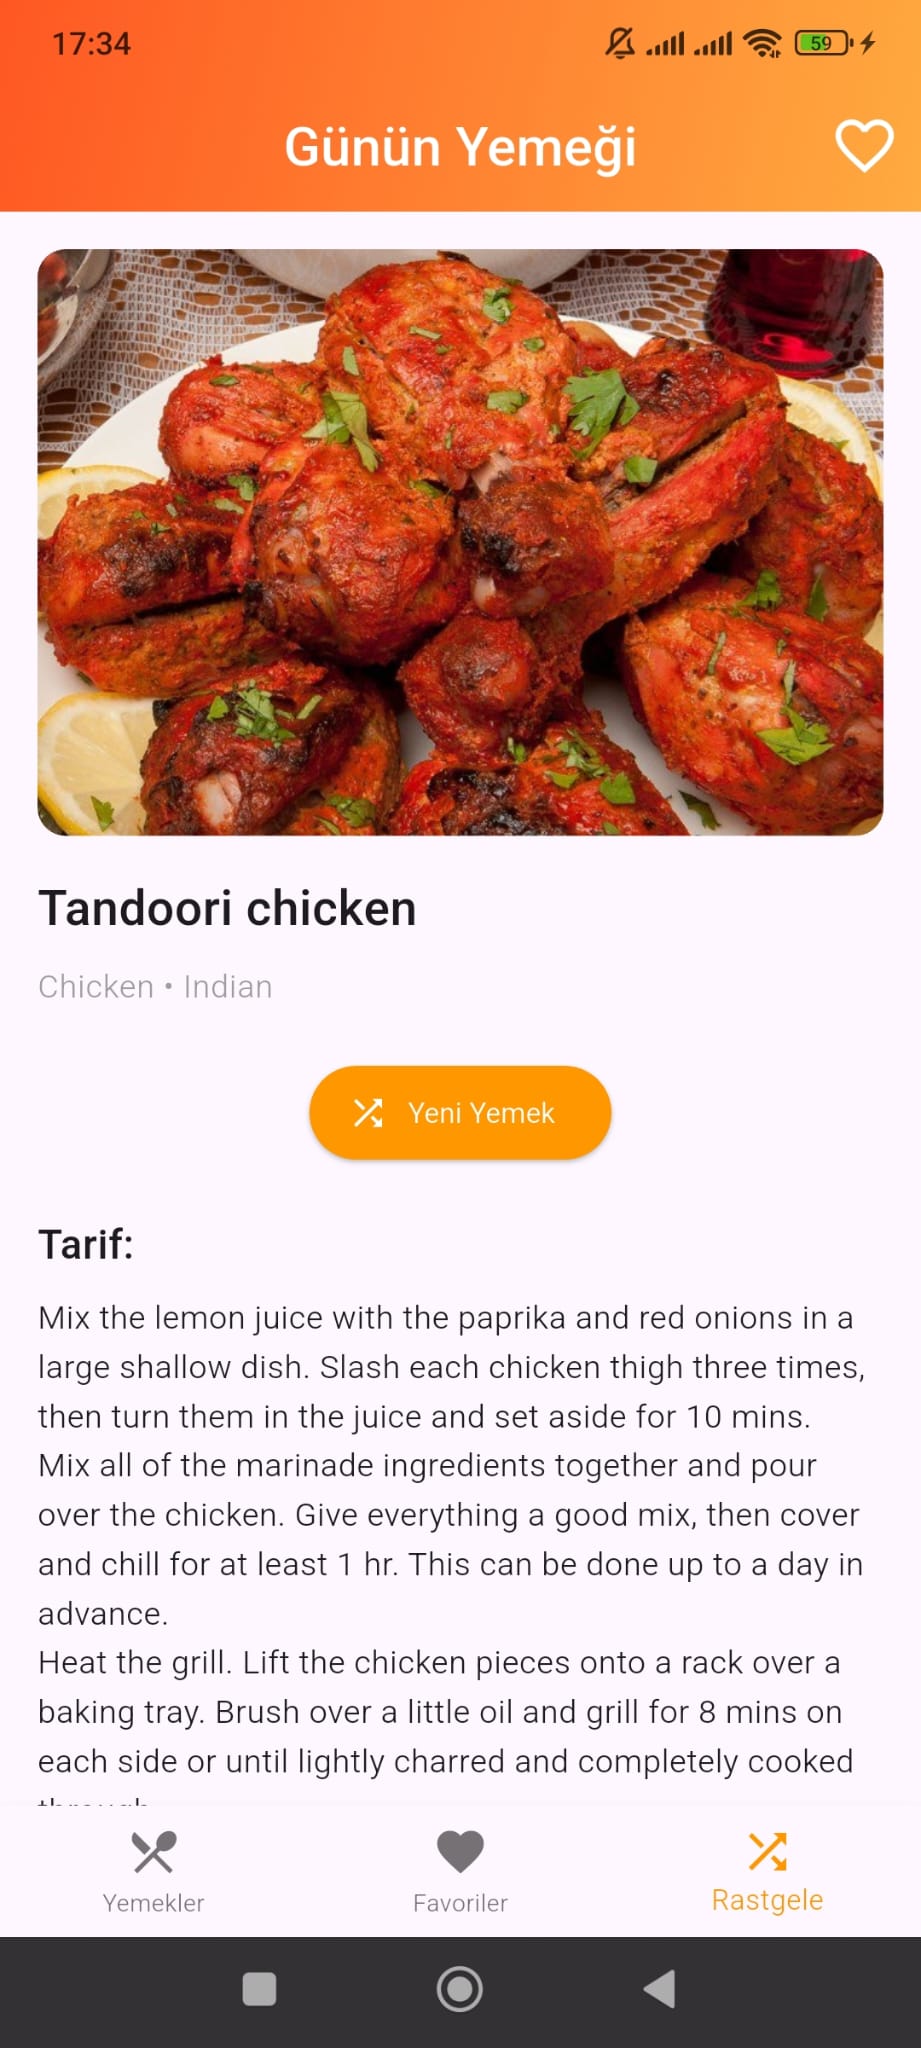 17:34
59
Günün Yemeği
Tandoori chicken
Chicken • Indian
Yeni Yemek
Tarif:
Mix the lemon juice with the paprika and red onions in a
large shallow dish. Slash each chicken thigh three times,
then turn them in the juice and set aside for 10 mins.
Mix all of the marinade ingredients together and pour
over the chicken. Give everything a good mix, then cover
and chill for at least 1 hr. This can be done up to a day in
advance.
Heat the grill. Lift the chicken pieces onto a rack over a
baking tray. Brush over a little oil and grill for 8 mins on
each side or until lightly charred and completely cooked
Yemekler
Favoriler
Rastgele